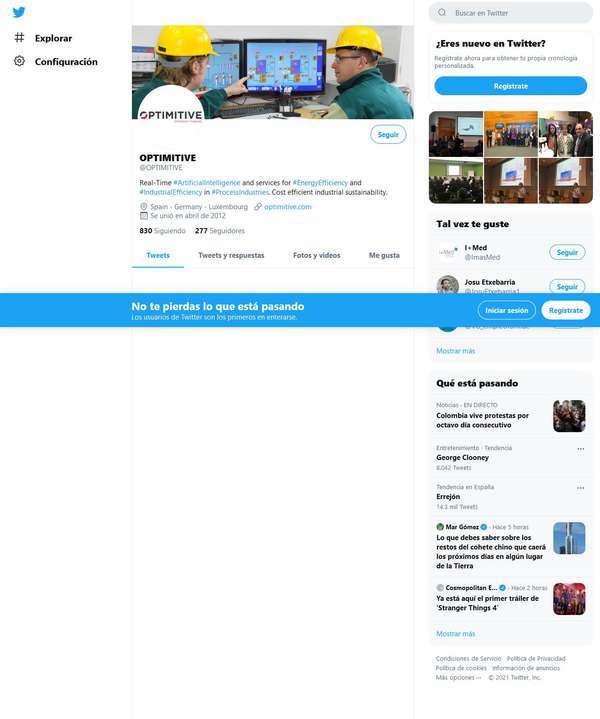 Explorar
Configuración
OPTIMITIVE
Seguir
OPTIMITIVE
@OPTIMITIVE
Real-Time #ArtificialIntelligence and services for #EnergyEfficiency and
#IndustrialEfficiency in #ProcessIndustries. Cost efficient industrial sustainability.
Spain - Germany - Luxembourg optimitive.com
Se unió en abril de 2012
830 Siguiendo 277 Seguidores
Tweets Tweets y respuestas Fotos y videos Me gusta
No te pierdas lo que está pasando
Los usuarios de Twitter son los primeros en enterarse.
Iniciar sesión Regístrate
Buscar en Twitter
¿Eres nuevo en Twitter?
Regístrate ahora para obtener tu propia cronología
personalizada.
Regístrate
Tal vez te guste
I+Med
@ImasMed
Seguir
Josu Etxebarria
@JosuEtxebarria1
Seguir
Mostrar más
Qué está pasando
Noticias · EN DIRECTO
Colombia vive protestas por
octavo día consecutivo
Entretenimiento · Tendencia
George Clooney
8.042 Tweets
Tendencia en España
Errejón
14,3 mil Tweets
Mar Gómez · Hace 5 horas
Lo que debes saber sobre los
restos del cohete chino que caerá
los próximos días en algún lugar
de la Tierra
Cosmopolitan E... · Hace 2 horas
Ya está aquí el primer tráiler de
'Stranger Things 4'
Mostrar más
Condiciones de Servicio Política de Privacidad
Política de cookies Información de anuncios
Más opciones ··· © 2021 Twitter, Inc.